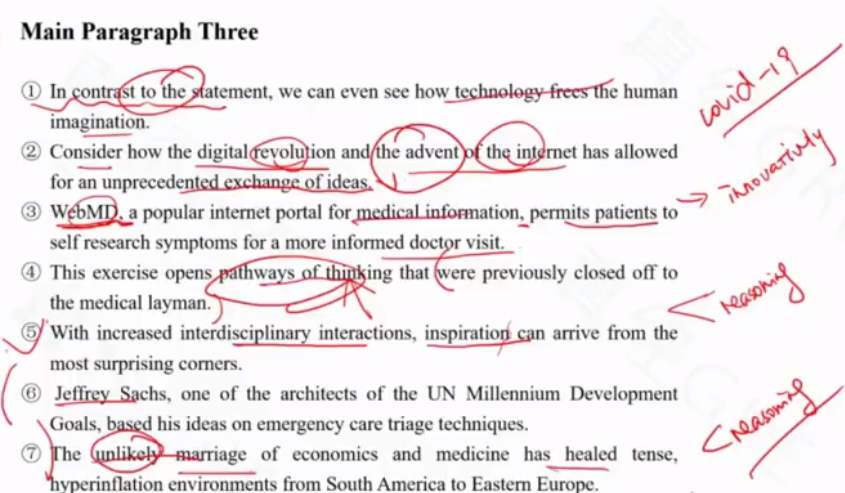 Main Paragraph Three
① In contrast to the statement, we can even see how technology frees the human
imagination.
② Consider how the digital revolution and the advent of the internet has allowed
for an unprecedented exchange of ideas.
③ WebMD, a popular internet portal for medical information, permits patients to
self research symptoms for a more informed doctor visit.
④ This exercise opens pathways of thinking that were previously closed off to
the medical layman.
⑤ With increased interdisciplinary interactions, inspiration can arrive from the
most surprising corners.
⑥ Jeffrey Sachs, one of the architects of the UN Millennium Development
Goals, based his ideas on emergency care triage techniques.
⑦ The unlikely marriage of economics and medicine has healed tense,
hyperinflation environments from South America to Eastern Europe.
covid-19
innovativly
reasoning
reasoning